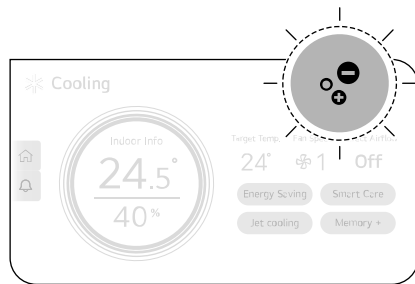 Cooling
Indoor Info
24.5°
40%
Target Temp.
24° 1 Off
Energy Saving Smart Care
Jet cooling Memory +